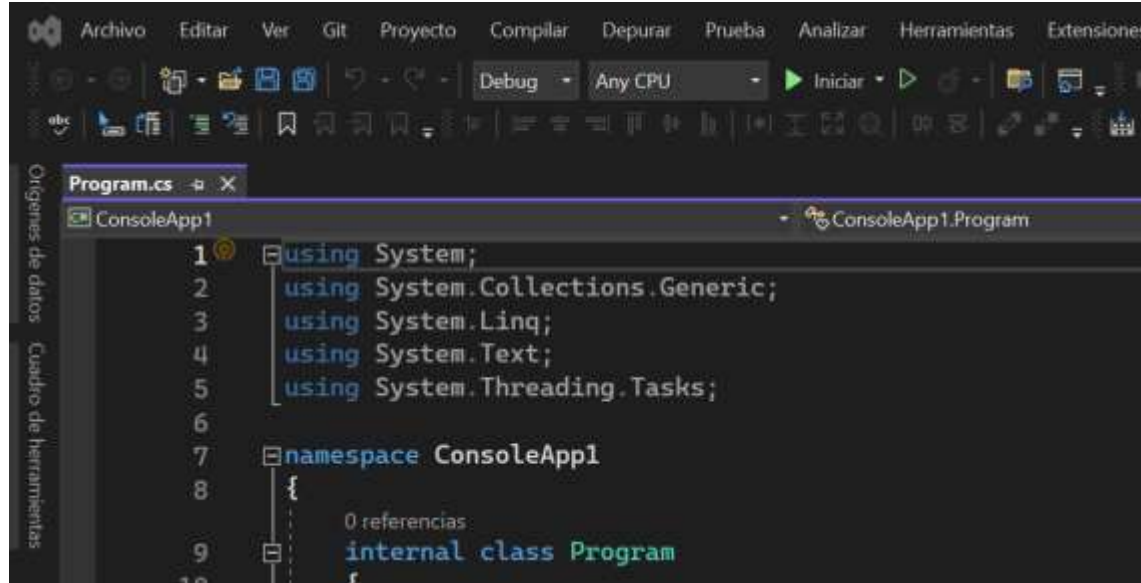 Archivo Editar Ver Git Proyecto Compilar Depurar Prueba Analizar Herramientas Extensiones
Debug Any CPU Iniciar
abc
Orígenes de datos
Cuadro de herramientas
Program.cs
ConsoleApp1 ConsoleApp1.Program
1 using System;
2 using System.Collections.Generic;
3 using System.Linq;
4 using System.Text;
5 using System.Threading.Tasks;
6
7 namespace ConsoleApp1
8 {
0 referencias
9 internal class Program
10 {